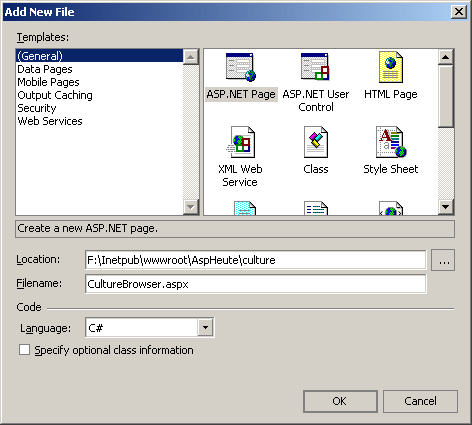 Add New File
Templates:
(General)
Data Pages
Mobile Pages
Output Caching
Security
Web Services
ASP.NET Page
ASP.NET User
Control
HTML Page
XML Web
Service
Class
Style Sheet
Create a new ASP.NET page.
Location:
F:\Inetpub\wwwroot\AspHeute\culture
...
Filename:
CultureBrowser.aspx
Code
Language:
C#
Specify optional class information
OK
Cancel